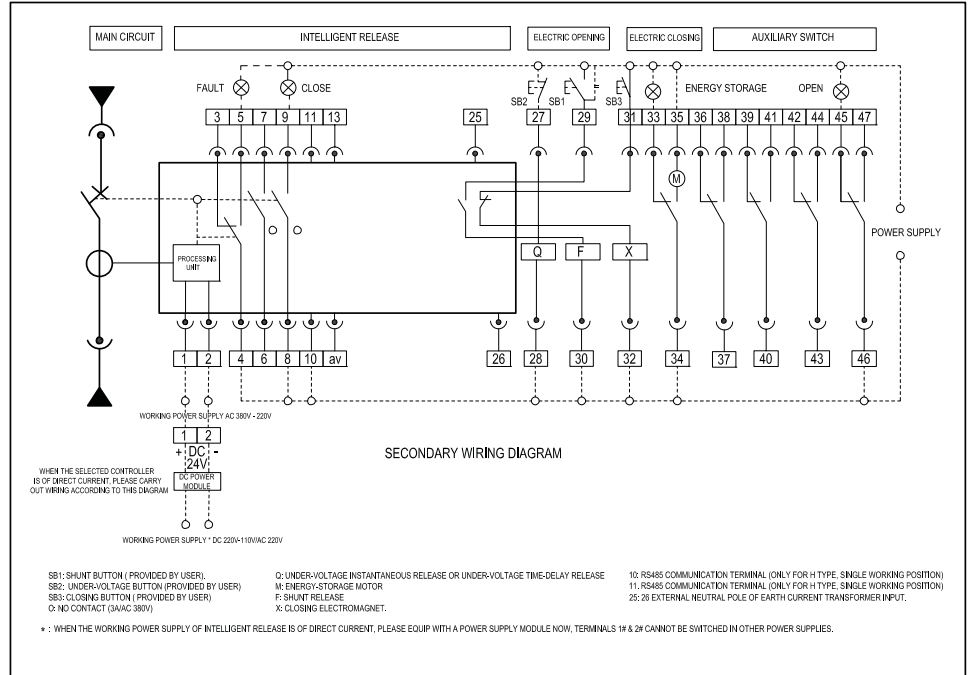 MAIN CIRCUIT
INTELLIGENT RELEASE
ELECTRIC OPENING
ELECTRIC CLOSING
AUXILIARY SWITCH
FAULT
CLOSE
SB2
SB1
SB3
ENERGY STORAGE
OPEN
3 5 7 9 11 13 25 27 29 31 33 35 36 38 39 41 42 44 45 47
M
POWER SUPPLY
PROCESSING
UNIT
Q F X
1 2 4 6 8 10 av 26 28 30 32 34 37 40 43 46
WORKING POWER SUPPLY AC 380V - 220V
1 2
+ DC -
24V
DC POWER
MODULE
WHEN THE SELECTED CONTROLLER
IS OF DIRECT CURRENT, PLEASE CARRY
OUT WIRING ACCORDING TO THIS DIAGRAM
SECONDARY WIRING DIAGRAM
WORKING POWER SUPPLY * DC 220V-110V/AC 220V
SB1: SHUNT BUTTON ( PROVIDED BY USER).
SB2: UNDER-VOLTAGE BUTTON (PROVIDED BY USER)
SB3: CLOSING BUTTON ( PROVIDED BY USER)
O: NO CONTACT (3A/AC 380V)
Q: UNDER-VOLTAGE INSTANTANEOUS RELEASE OR UNDER-VOLTAGE TIME-DELAY RELEASE
M: ENERGY-STORAGE MOTOR
F: SHUNT RELEASE
X: CLOSING ELECTROMAGNET.
10: RS485 COMMUNICATION TERMINAL (ONLY FOR H TYPE, SINGLE WORKING POSITION)
11. RS485 COMMUNICATION TERMINAL (ONLY FOR H TYPE, SINGLE WORKING POSITION)
25: 26 EXTERNAL NEUTRAL POLE OF EARTH CURRENT TRANSFORMER INPUT.
* : WHEN THE WORKING POWER SUPPLY OF INTELLIGENT RELEASE IS OF DIRECT CURRENT, PLEASE EQUIP WITH A POWER SUPPLY MODULE NOW, TERMINALS 1# & 2# CANNOT BE SWITCHED IN OTHER POWER SUPPLIES.